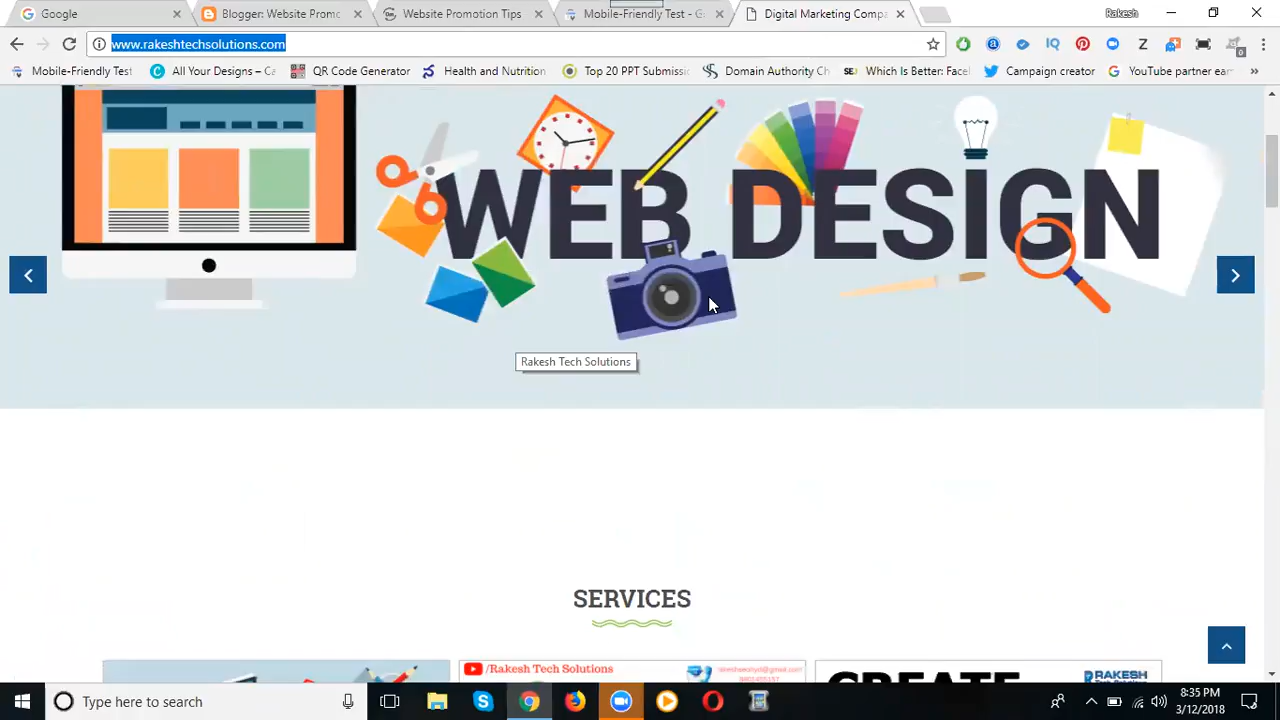 Google
Blogger: Website Promo
Website Promotion Tips
Mobile-Friendly Test - G
Digital Marketing Compa
Rakesh
www.rakeshtechsolutions.com
Mobile-Friendly Test
All Your Designs – Ca
QR Code Generator
Health and Nutrition
Top 20 PPT Submissic
Domain Authority Ch
Which Is Better: Facel
Campaign creator
YouTube partner ear
WEB DESIGN
Rakesh Tech Solutions
SERVICES
/Rakesh Tech Solutions
CREATE
RAKESH
Type here to search
8:35 PM
3/12/2018